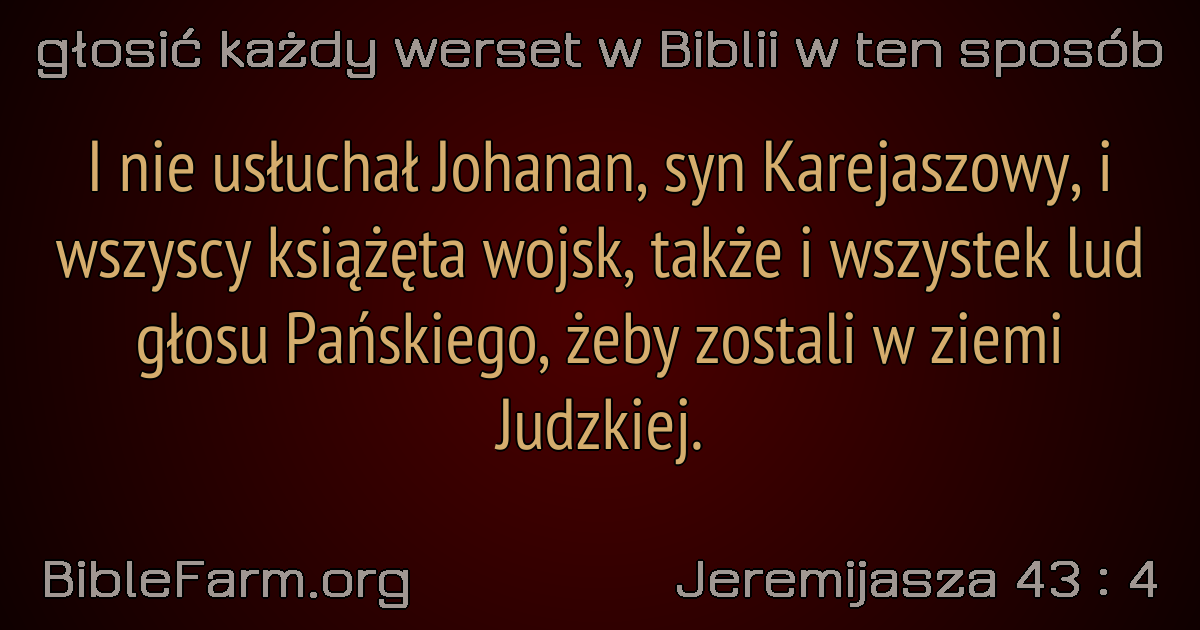 głosić każdy werset w Biblii w ten sposób
I nie usłuchał Johanan, syn Karejaszowy, i
wszyscy książęta wojsk, także i wszystek lud
głosu Pańskiego, żeby zostali w ziemi
Judzkiej.
BibleFarm.org
Jeremijasza 43 : 4